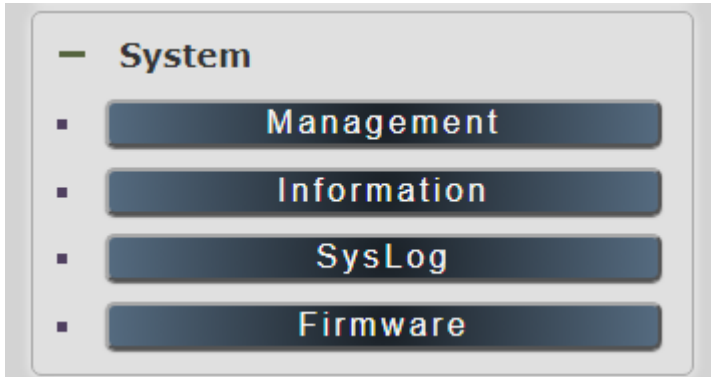 System
Management
Information
SysLog
Firmware